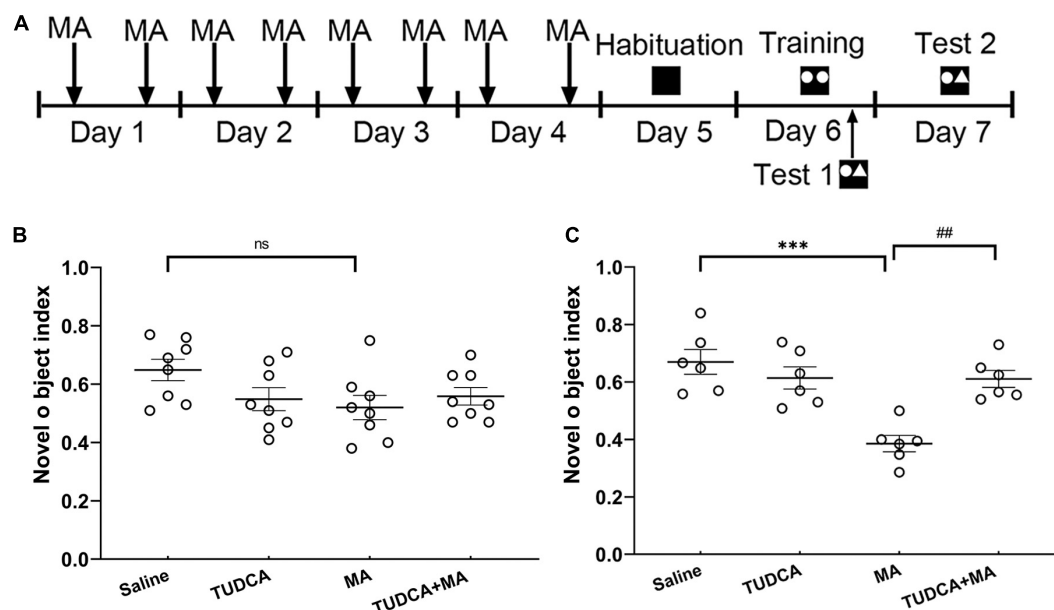 A
MA MA MA MA MA MA MA MA
Habituation Training Test 2
Day 1 Day 2 Day 3 Day 4 Day 5 Day 6 Day 7
Test 1
B
ns
1.0
0.8
0.6
0.4
0.2
0.0
Novel o bject index
Saline TUDCA MA TUDCA+MA
C
***
##
1.0
0.8
0.6
0.4
0.2
0.0
Novel o bject index
Saline TUDCA MA TUDCA+MA